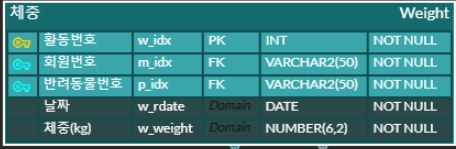 체중 Weight
활동번호 w_idx PK INT NOT NULL
회원번호 m_idx FK VARCHAR2(50) NOT NULL
반려동물번호 p_idx FK VARCHAR2(50) NOT NULL
날짜 w_rdate Domain DATE NOT NULL
체중(kg) w_weight Domain NUMBER(6,2) NOT NULL